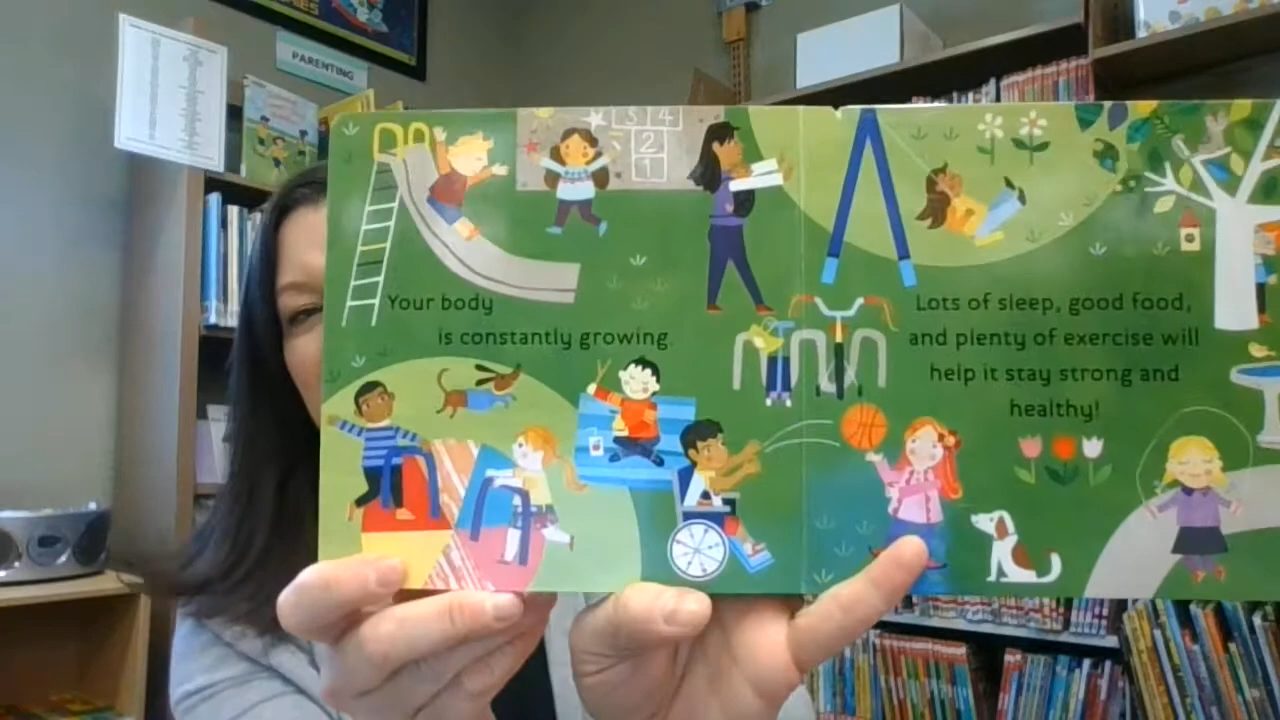 PARENTING
3 4
2
1
Your body
is constantly growing.
Lots of sleep, good food,
and plenty of exercise will
help it stay strong and
healthy!